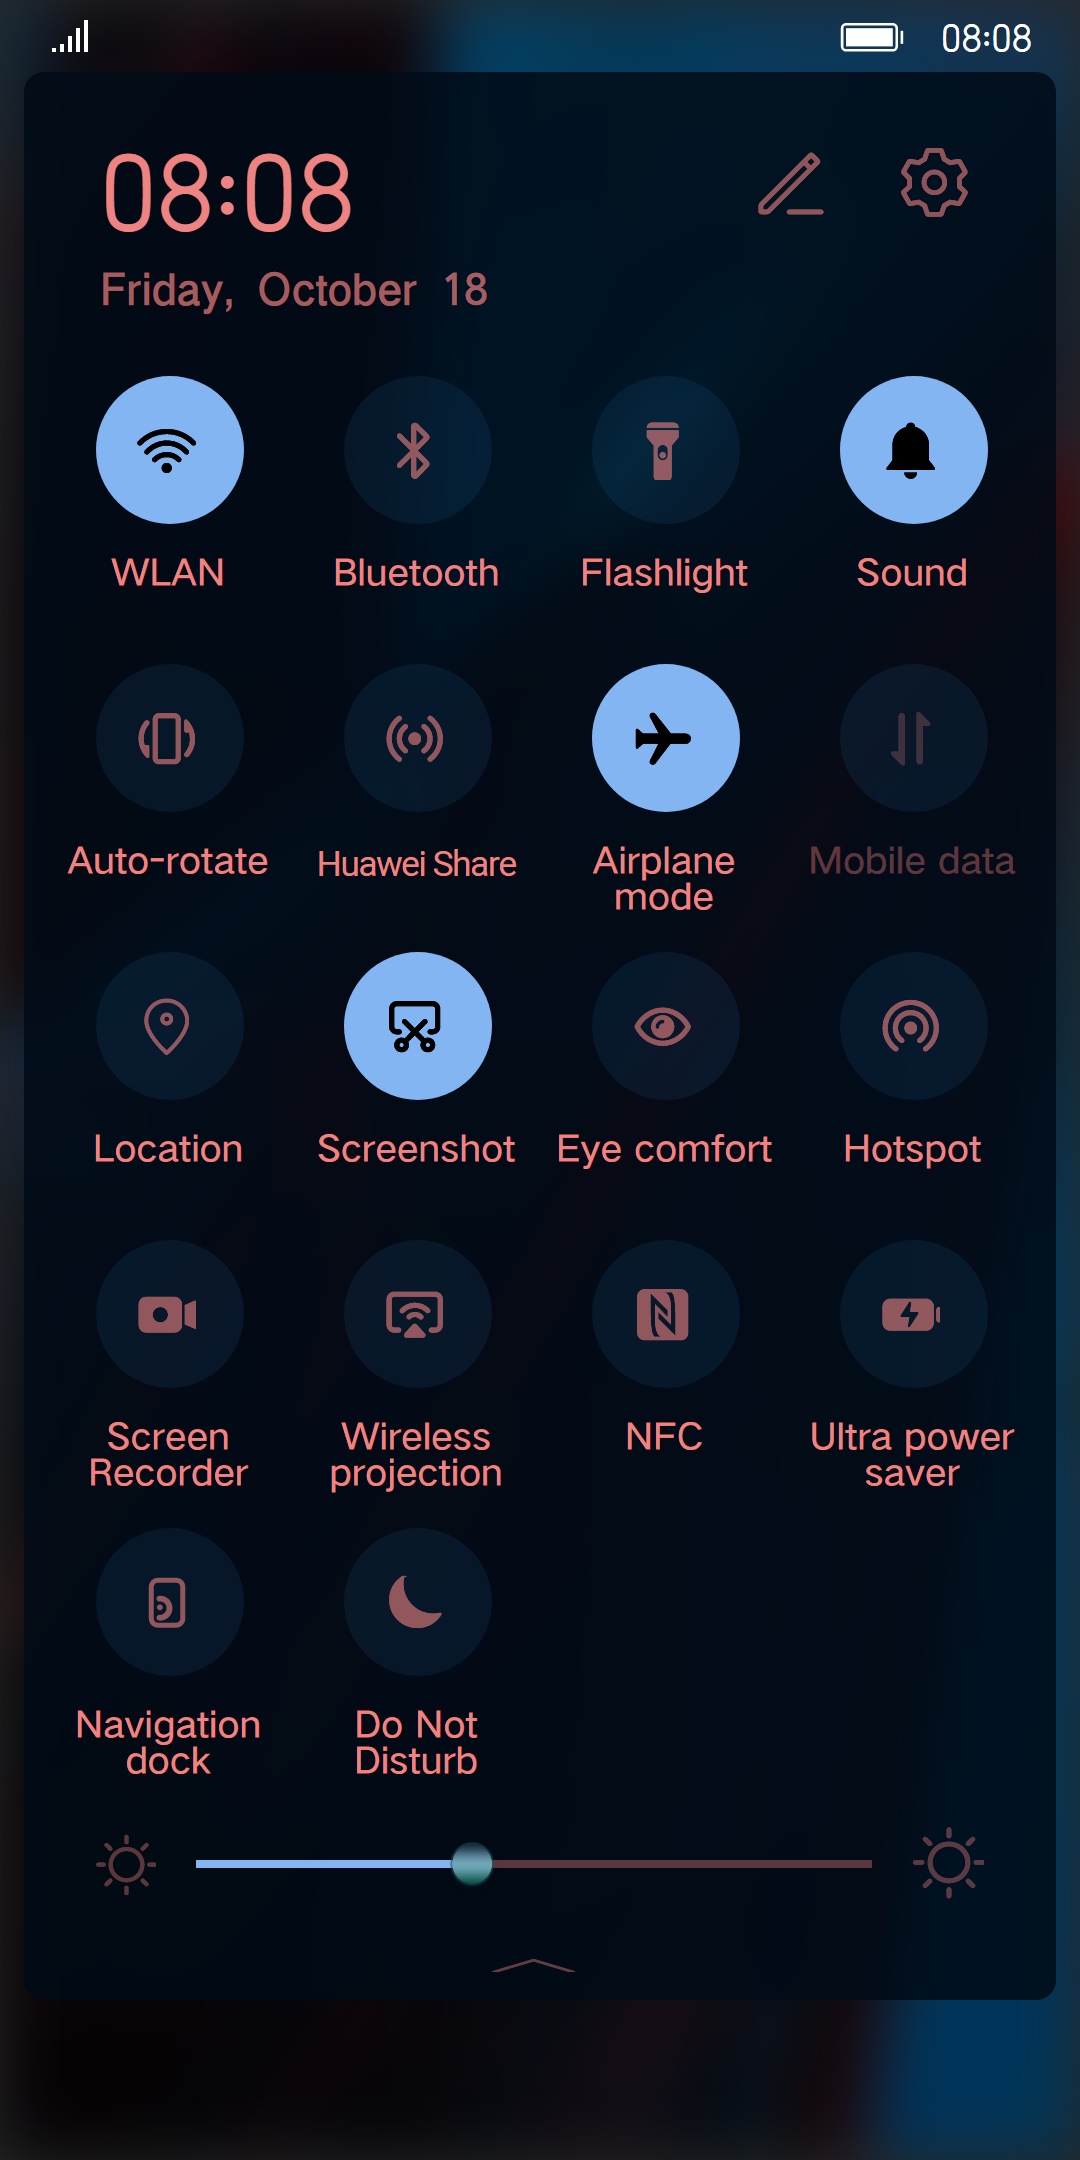 08:08
08:08
Friday, October 18
WLAN
Bluetooth
Flashlight
Sound
Auto-rotate
Huawei Share
Airplane
mode
Mobile data
Location
Screenshot
Eye comfort
Hotspot
Screen
Recorder
Wireless
projection
NFC
Ultra power
saver
Navigation
dock
Do Not
Disturb